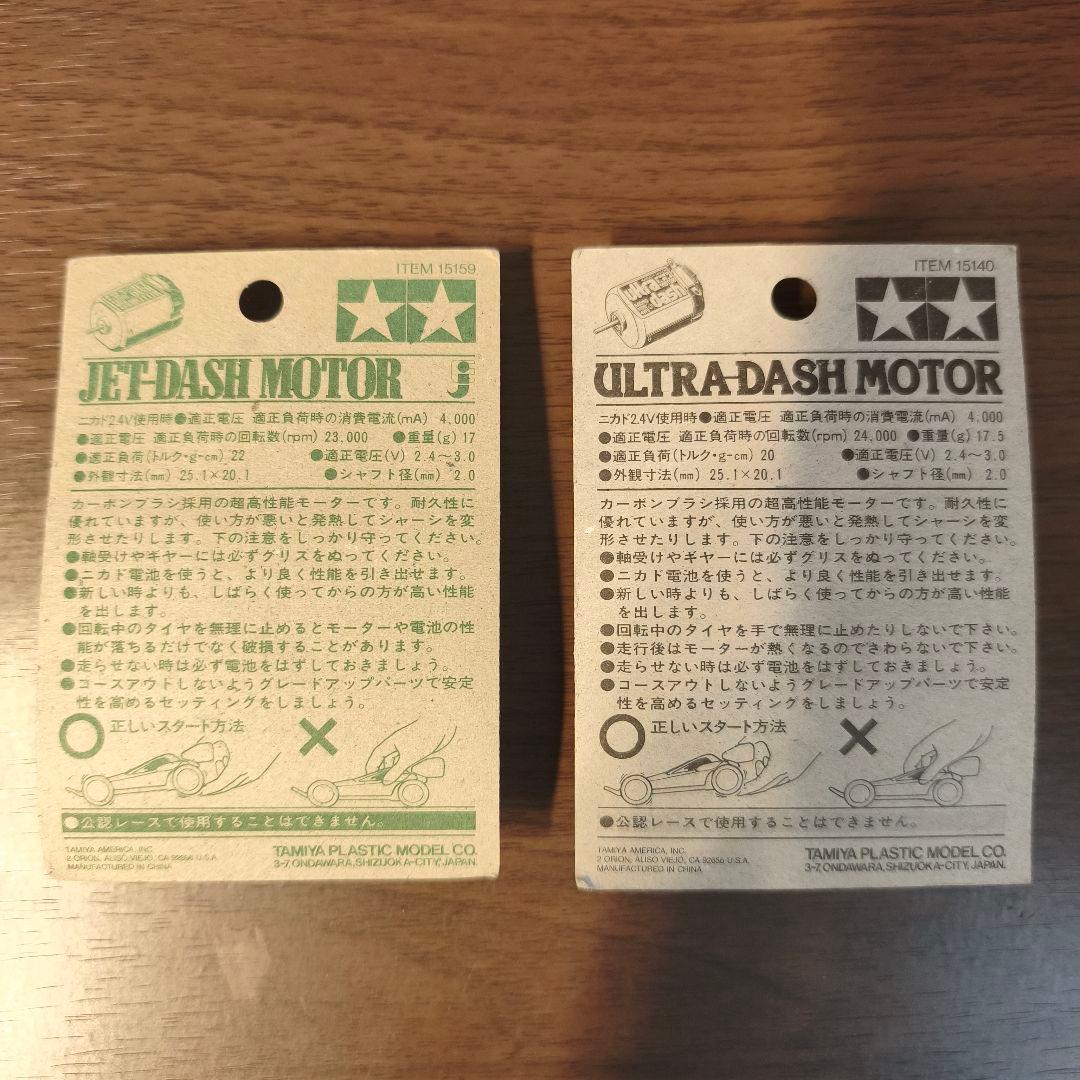 ITEM 15159
JET-DASH MOTOR
ニカド2.4V使用時●適正電圧 適正負荷時の消費電流(mA) 4,000
●適正電圧 適正負荷時の回転数(rpm) 23,000 ●重量(g) 17
●適正負荷(トルク・g-cm) 22 ●適正電圧(V) 2.4〜3.0
●外観寸法(mm) 25.1×20.1 ●シャフト径(mm) 2.0
カーボンブラシ採用の超高性能モーターです。耐久性に
優れていますが、使い方が悪いと発熱してシャーシを変
形させたりします。下の注意をしっかり守ってください。
●軸受けやギヤーには必ずグリスをぬってください。
●ニカド電池を使うと、より良く性能を引き出せます。
●新しい時よりも、しばらく使ってからの方が高い性能
を出します。
●回転中のタイヤを無理に止めるとモーターや電池の性
能が落ちるだけでなく破損することがあります。
●走らせない時は必ず電池をはずしておきましょう。
●コースアウトしないようグレードアップパーツで安定
性を高めるセッティングをしましょう。
○ 正しいスタート方法 ×
●公認レースで使用することはできません。
TAMIYA AMERICA, INC.
2 ORION, ALISO VIEJO, CA 92656 U.S.A.
MANUFACTURED IN CHINA
TAMIYA PLASTIC MODEL CO.
3-7, ONDAWARA, SHIZUOKA-CITY, JAPAN.
ITEM 15140
ultra dash
ULTRA-DASH MOTOR
ニカド2.4V使用時●適正電圧 適正負荷時の消費電流(mA) 4,000
●適正電圧 適正負荷時の回転数(rpm) 24,000 ●重量(g) 17.5
●適正負荷(トルク・g-cm) 20 ●適正電圧(V) 2.4〜3.0
●外観寸法(mm) 25.1×20.1 ●シャフト径(mm) 2.0
カーボンブラシ採用の超高性能モーターです。耐久性に
優れていますが、使い方が悪いと発熱してシャーシを変
形させたりします。下の注意をしっかり守ってください。
●軸受けやギヤーには必ずグリスをぬってください。
●ニカド電池を使うと、より良く性能を引き出せます。
●新しい時よりも、しばらく使ってからの方が高い性能
を出します。
●回転中のタイヤを手で無理に止めたりしないで下さい。
●走行後はモーターが熱くなるのでさわらないで下さい。
●走らせない時は必ず電池をはずしておきましょう。
●コースアウトしないようグレードアップパーツで安定
性を高めるセッティングをしましょう。
○ 正しいスタート方法 ×
●公認レースで使用することはできません。
TAMIYA AMERICA, INC.
2 ORION, ALISO VIEJO, CA 92656 U.S.A.
MANUFACTURED IN CHINA
TAMIYA PLASTIC MODEL CO.
3-7, ONDAWARA, SHIZUOKA-CITY, JAPAN.